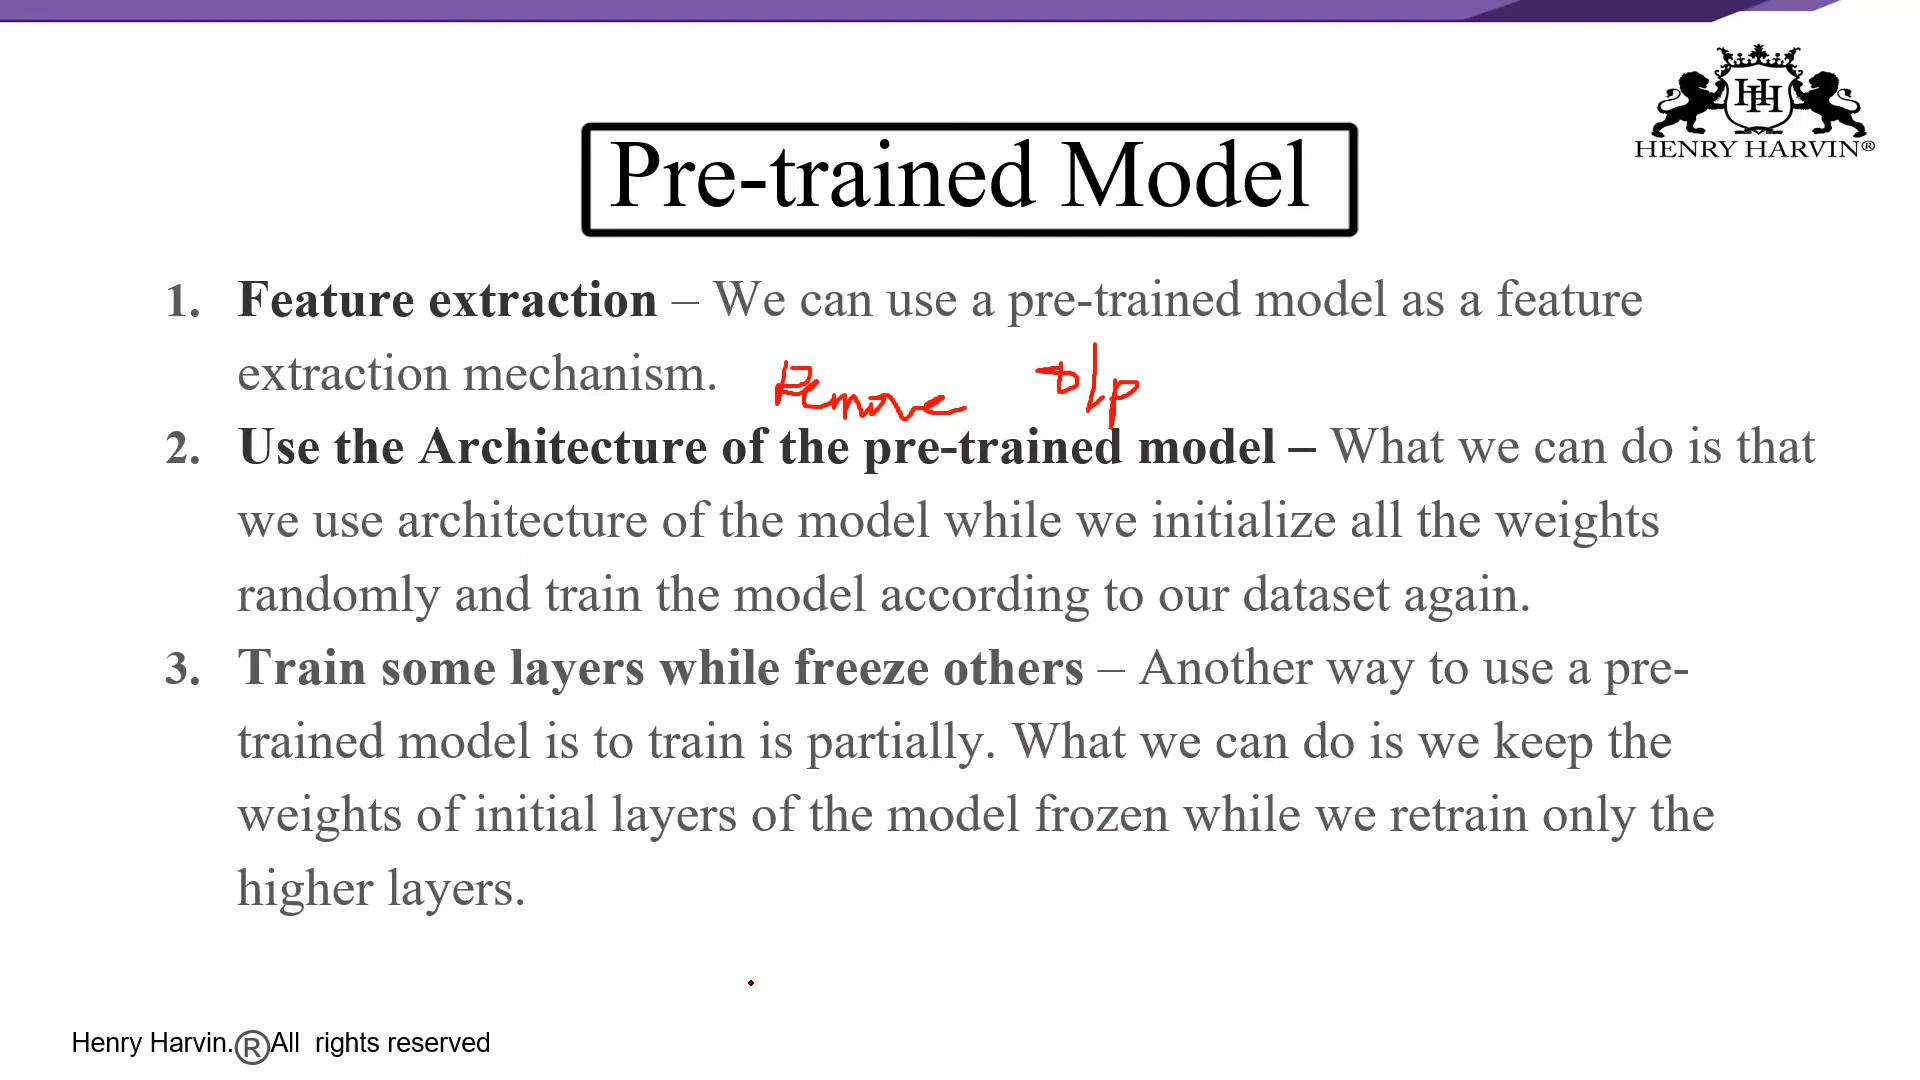 HH
HENRY HARVIN®
Pre-trained Model
1. Feature extraction – We can use a pre-trained model as a feature
extraction mechanism.
Remove o/p
2. Use the Architecture of the pre-trained model – What we can do is that
we use architecture of the model while we initialize all the weights
randomly and train the model according to our dataset again.
3. Train some layers while freeze others – Another way to use a pre-
trained model is to train is partially. What we can do is we keep the
weights of initial layers of the model frozen while we retrain only the
higher layers.
Henry Harvin.®All rights reserved